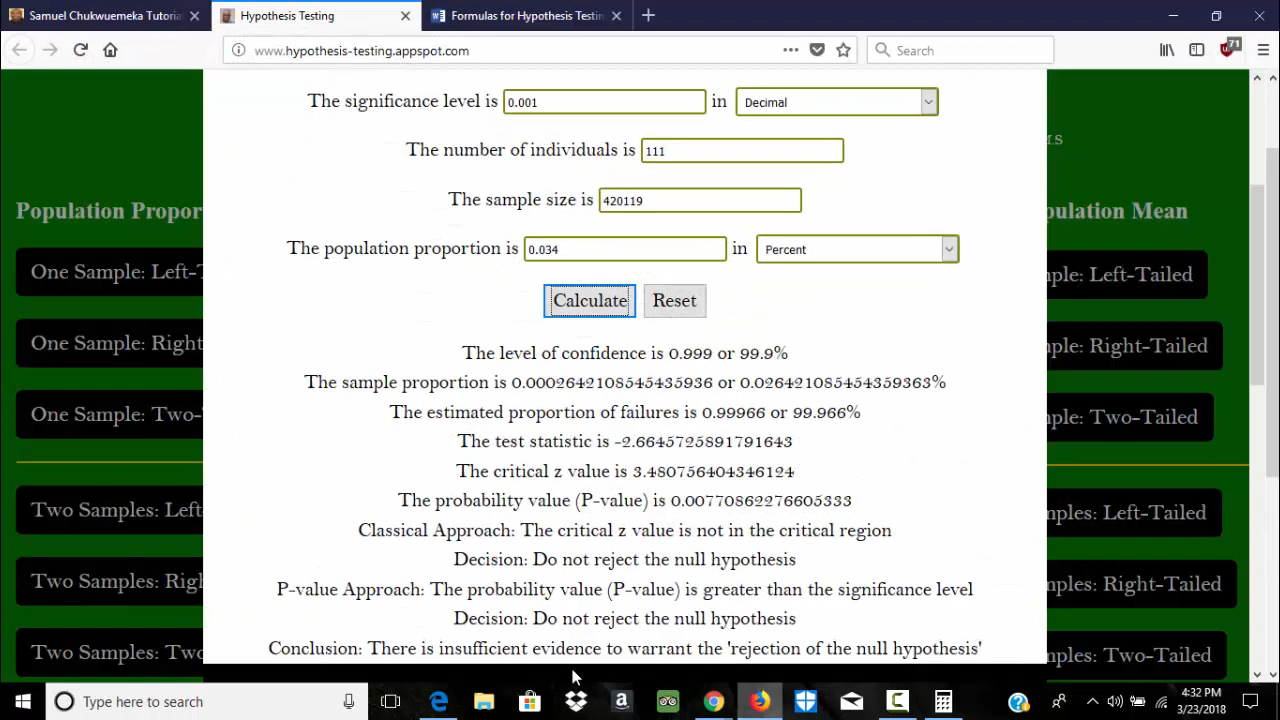 Samuel Chukwuemeka Tutoria
Hypothesis Testing
Formulas for Hypothesis Testin
www.hypothesis-testing.appspot.com
Search
71
The significance level is 0.001 in Decimal
The number of individuals is 111
The sample size is 420119
The population proportion is 0.034 in Percent
Calculate Reset
The level of confidence is 0.999 or 99.9%
The sample proportion is 0.0002642108545435936 or 0.026421085454359363%
The estimated proportion of failures is 0.99966 or 99.966%
The test statistic is -2.6645725891791643
The critical z value is 3.480756404346124
The probability value (P-value) is 0.00770862276605333
Classical Approach: The critical z value is not in the critical region
Decision: Do not reject the null hypothesis
P-value Approach: The probability value (P-value) is greater than the significance level
Decision: Do not reject the null hypothesis
Conclusion: There is insufficient evidence to warrant the 'rejection of the null hypothesis'
Population Propor
One Sample: Left-T
One Sample: Right
One Sample: Two-
Two Samples: Left
Two Samples: Rig
Two Samples: Two
pulation Mean
ple: Left-Tailed
ple: Right-Tailed
ple: Two-Tailed
mples: Left-Tailed
mples: Right-Tailed
mples: Two-Tailed
Type here to search
4:32 PM
3/23/2018